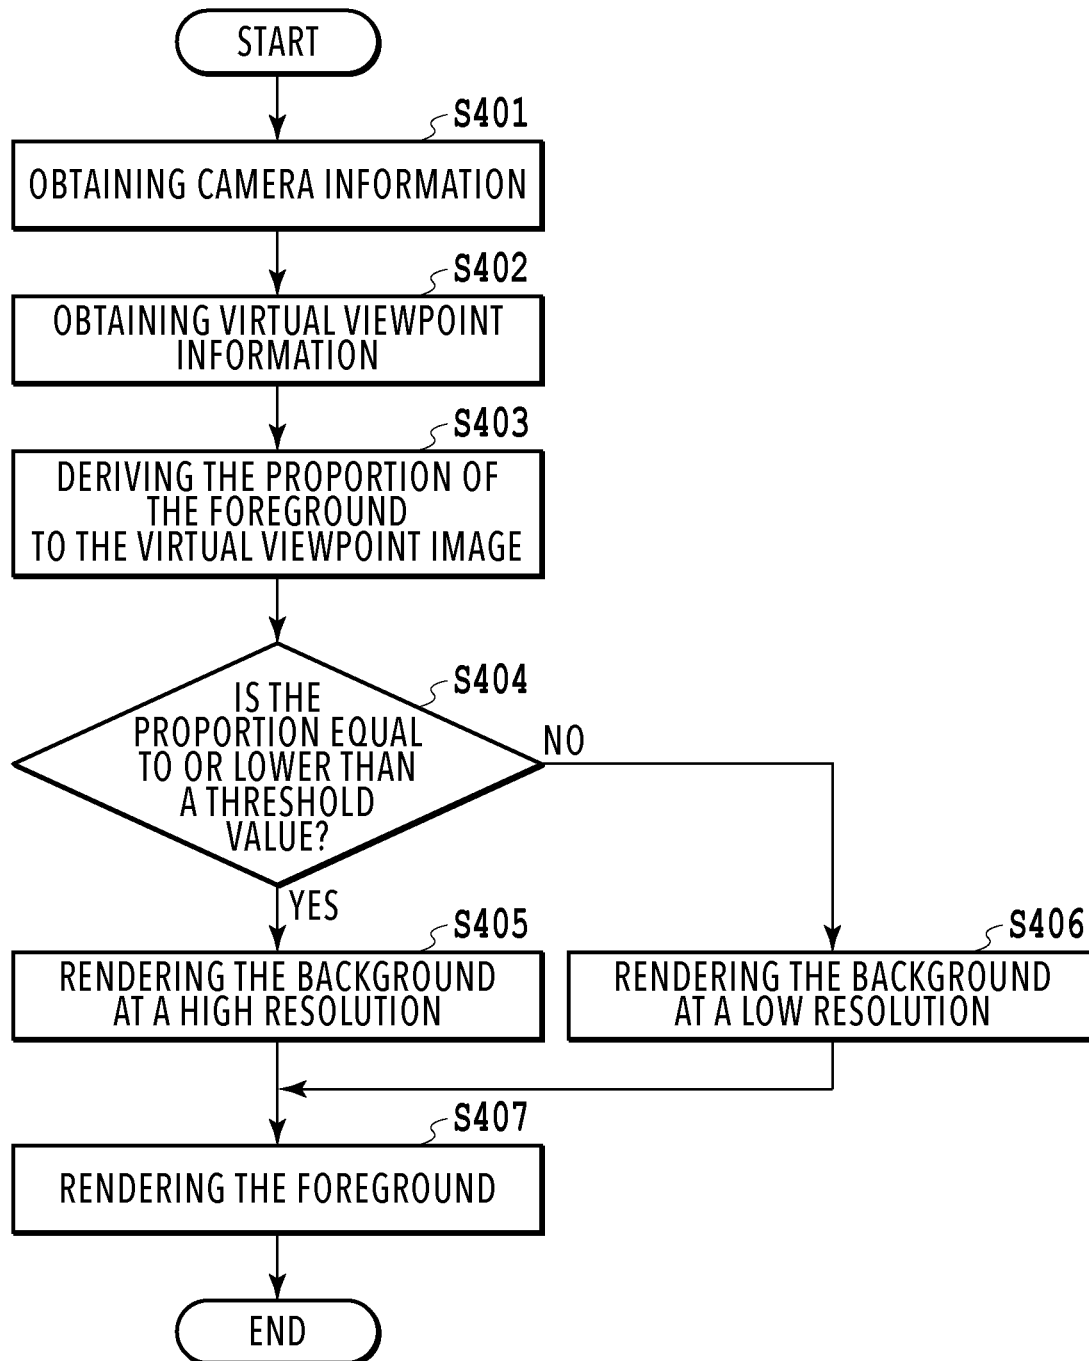 START
S401
OBTAINING CAMERA INFORMATION
S402
OBTAINING VIRTUAL VIEWPOINT
INFORMATION
S403
DERIVING THE PROPORTION OF
THE FOREGROUND
TO THE VIRTUAL VIEWPOINT IMAGE
S404
IS THE
PROPORTION EQUAL
TO OR LOWER THAN
A THRESHOLD
VALUE?
NO
YES
S405
RENDERING THE BACKGROUND
AT A HIGH RESOLUTION
S406
RENDERING THE BACKGROUND
AT A LOW RESOLUTION
S407
RENDERING THE FOREGROUND
END